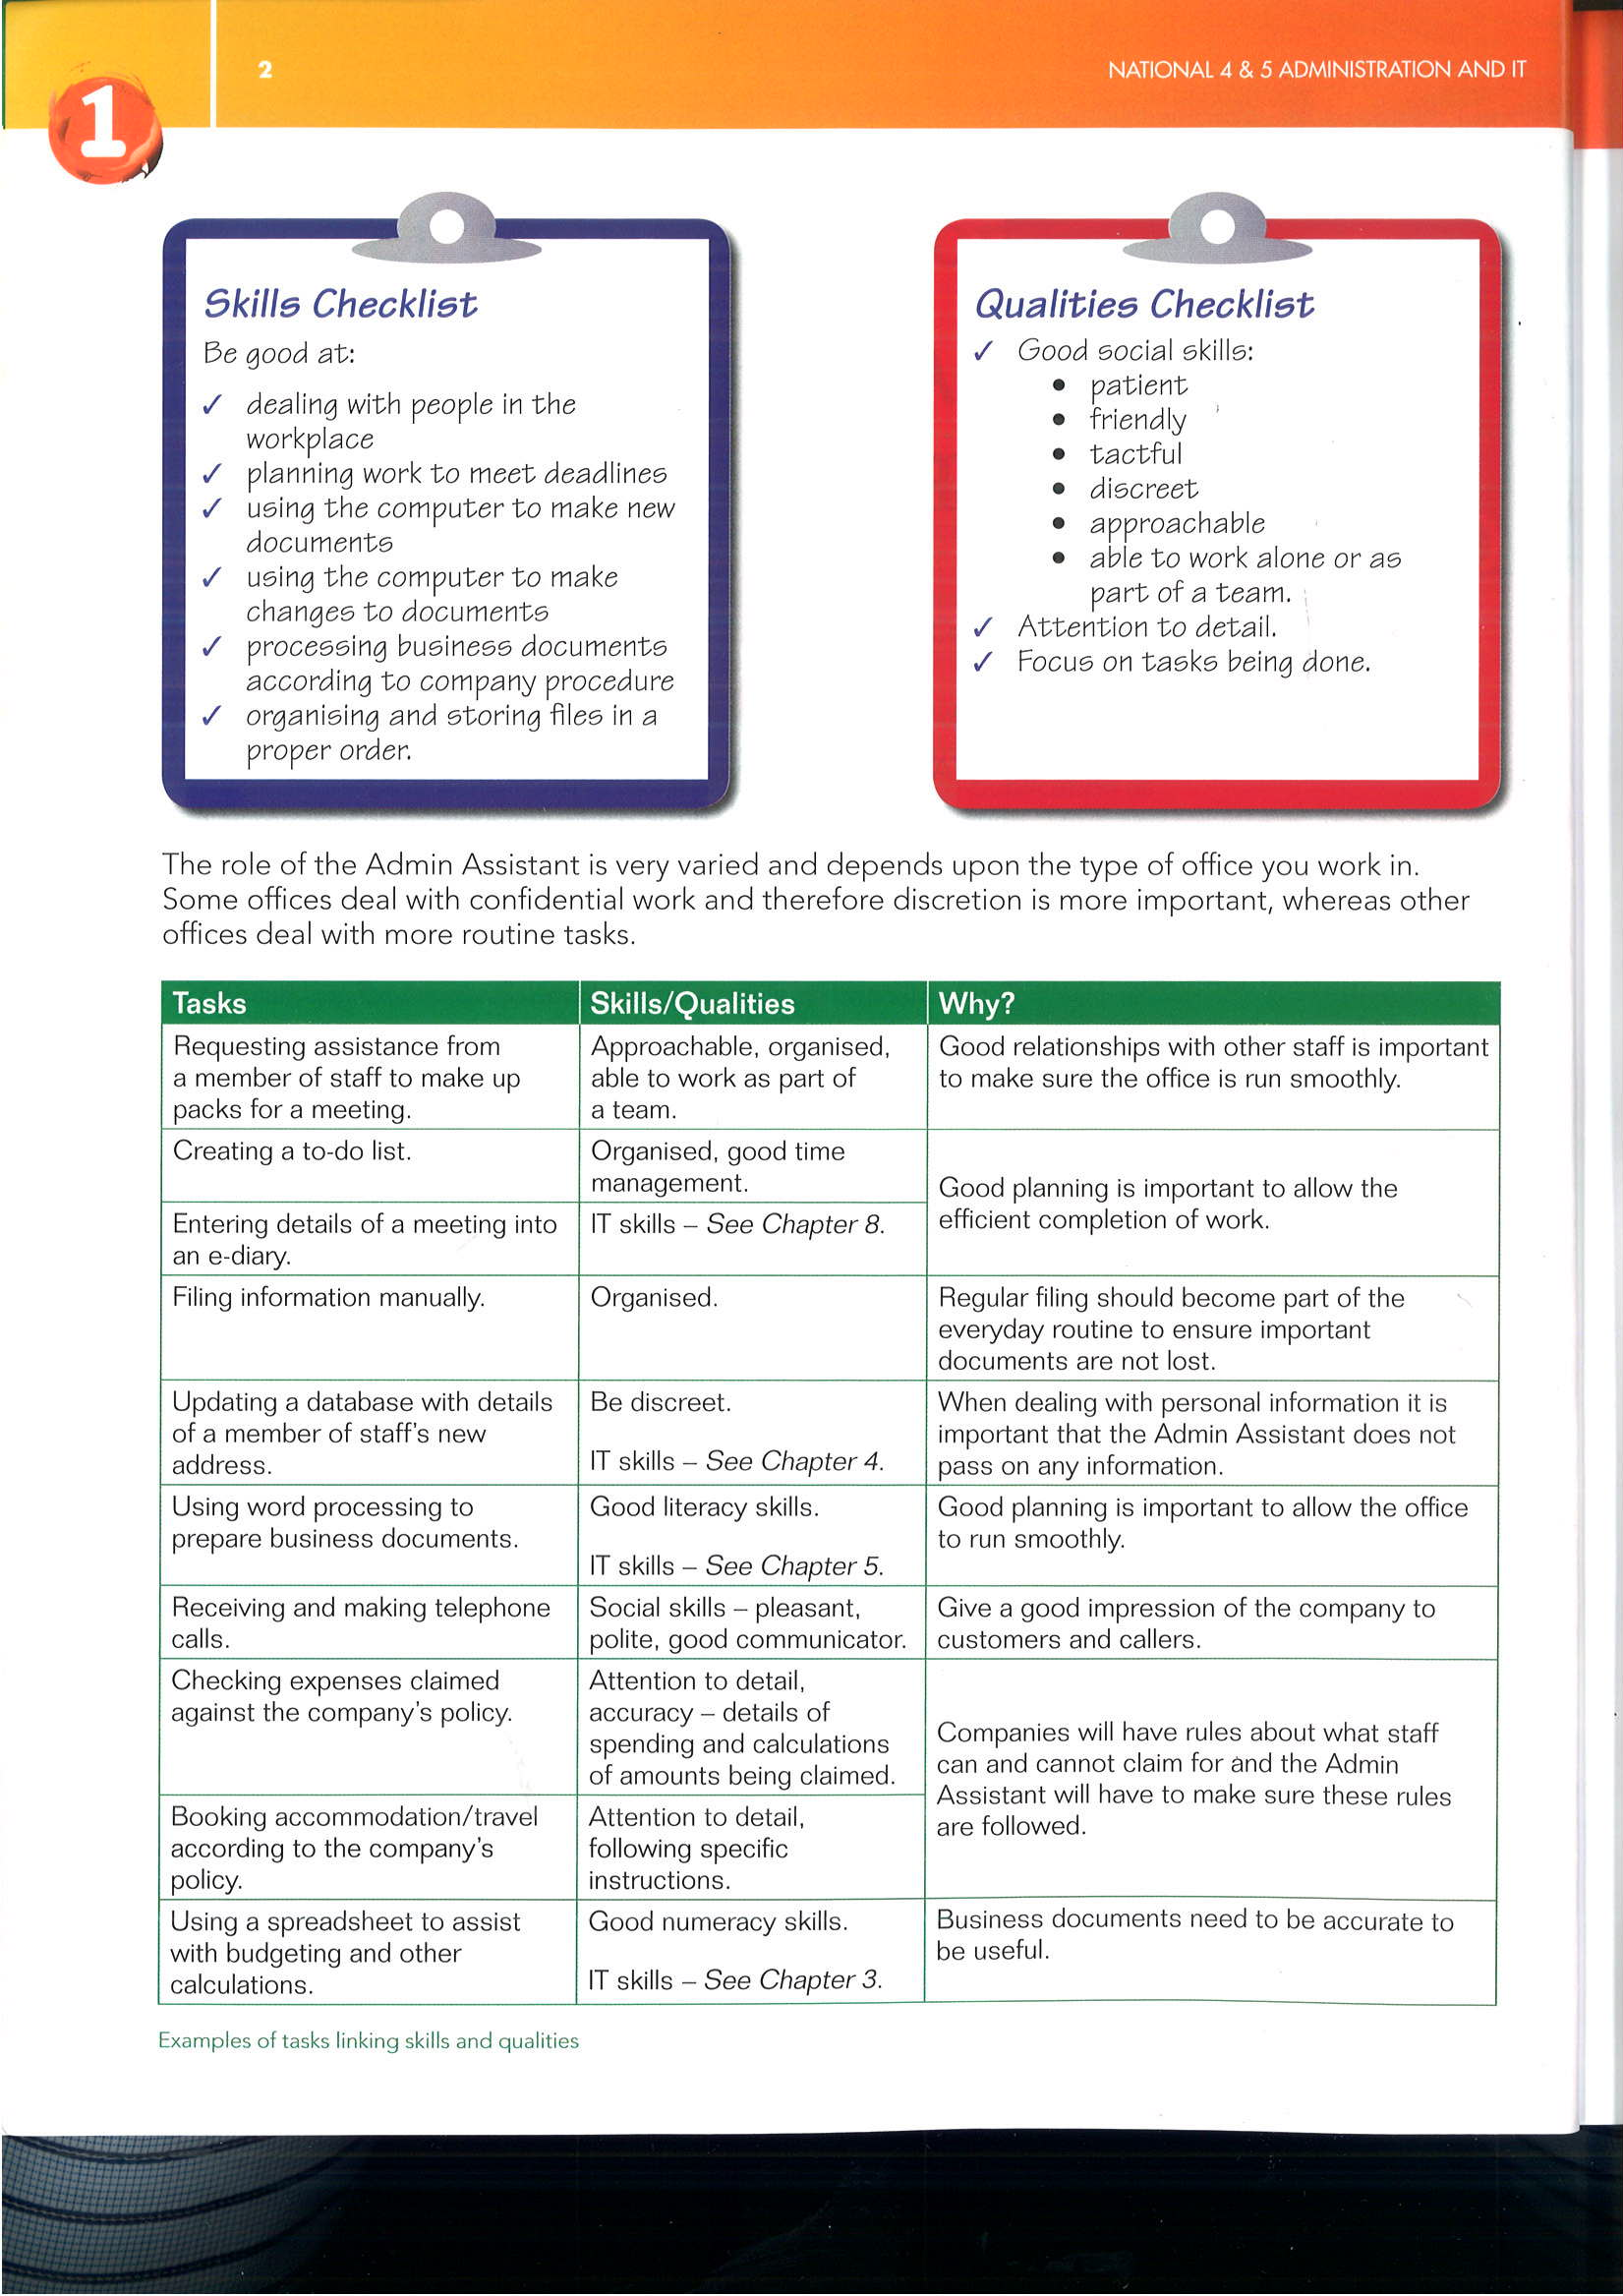 2
NATIONAL 4 & 5 ADMINISTRATION AND IT
1
Skills Checklist
Be good at:
✓ dealing with people in the
workplace
✓ planning work to meet deadlines
✓ using the computer to make new
documents
✓ using the computer to make
changes to documents
✓ processing business documents
according to company procedure
✓ organising and storing files in a
proper order.
Qualities Checklist
✓ Good social skills:
• patient
• friendly
• tactful
• discreet
• approachable
• able to work alone or as
part of a team.
✓ Attention to detail.
✓ Focus on tasks being done.
The role of the Admin Assistant is very varied and depends upon the type of office you work in.
Some offices deal with confidential work and therefore discretion is more important, whereas other
offices deal with more routine tasks.
Tasks
Skills/Qualities
Why?
Requesting assistance from
a member of staff to make up
packs for a meeting.
Approachable, organised,
able to work as part of
a team.
Good relationships with other staff is important
to make sure the office is run smoothly.
Creating a to-do list.
Organised, good time
management.
Good planning is important to allow the
efficient completion of work.
Entering details of a meeting into
an e-diary.
IT skills – See Chapter 8.
Filing information manually.
Organised.
Regular filing should become part of the
everyday routine to ensure important
documents are not lost.
Updating a database with details
of a member of staff's new
address.
Be discreet.
IT skills – See Chapter 4.
When dealing with personal information it is
important that the Admin Assistant does not
pass on any information.
Using word processing to
prepare business documents.
Good literacy skills.
IT skills – See Chapter 5.
Good planning is important to allow the office
to run smoothly.
Receiving and making telephone
calls.
Social skills – pleasant,
polite, good communicator.
Give a good impression of the company to
customers and callers.
Checking expenses claimed
against the company's policy.
Attention to detail,
accuracy – details of
spending and calculations
of amounts being claimed.
Companies will have rules about what staff
can and cannot claim for and the Admin
Assistant will have to make sure these rules
are followed.
Booking accommodation/travel
according to the company's
policy.
Attention to detail,
following specific
instructions.
Using a spreadsheet to assist
with budgeting and other
calculations.
Good numeracy skills.
IT skills – See Chapter 3.
Business documents need to be accurate to
be useful.
Examples of tasks linking skills and qualities